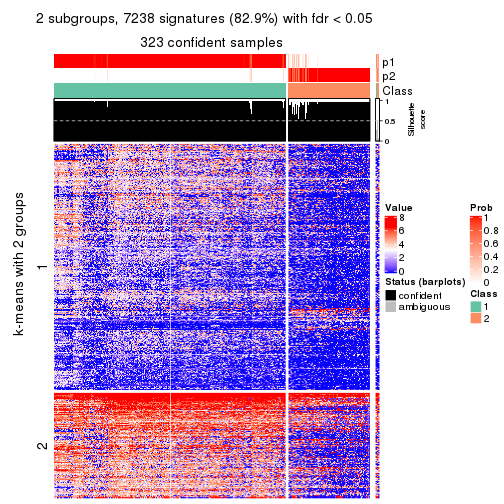 2 subgroups, 7238 signatures (82.9%) with fdr < 0.05
323 confident samples
p1
p2
Class
1
0.5
0
Silhouette
score
k-means with 2 groups
1
2
Value
8
6
4
2
0
Prob
1
0.8
0.6
0.4
0.2
0
Status (barplots)
confident
ambiguous
Class
1
2